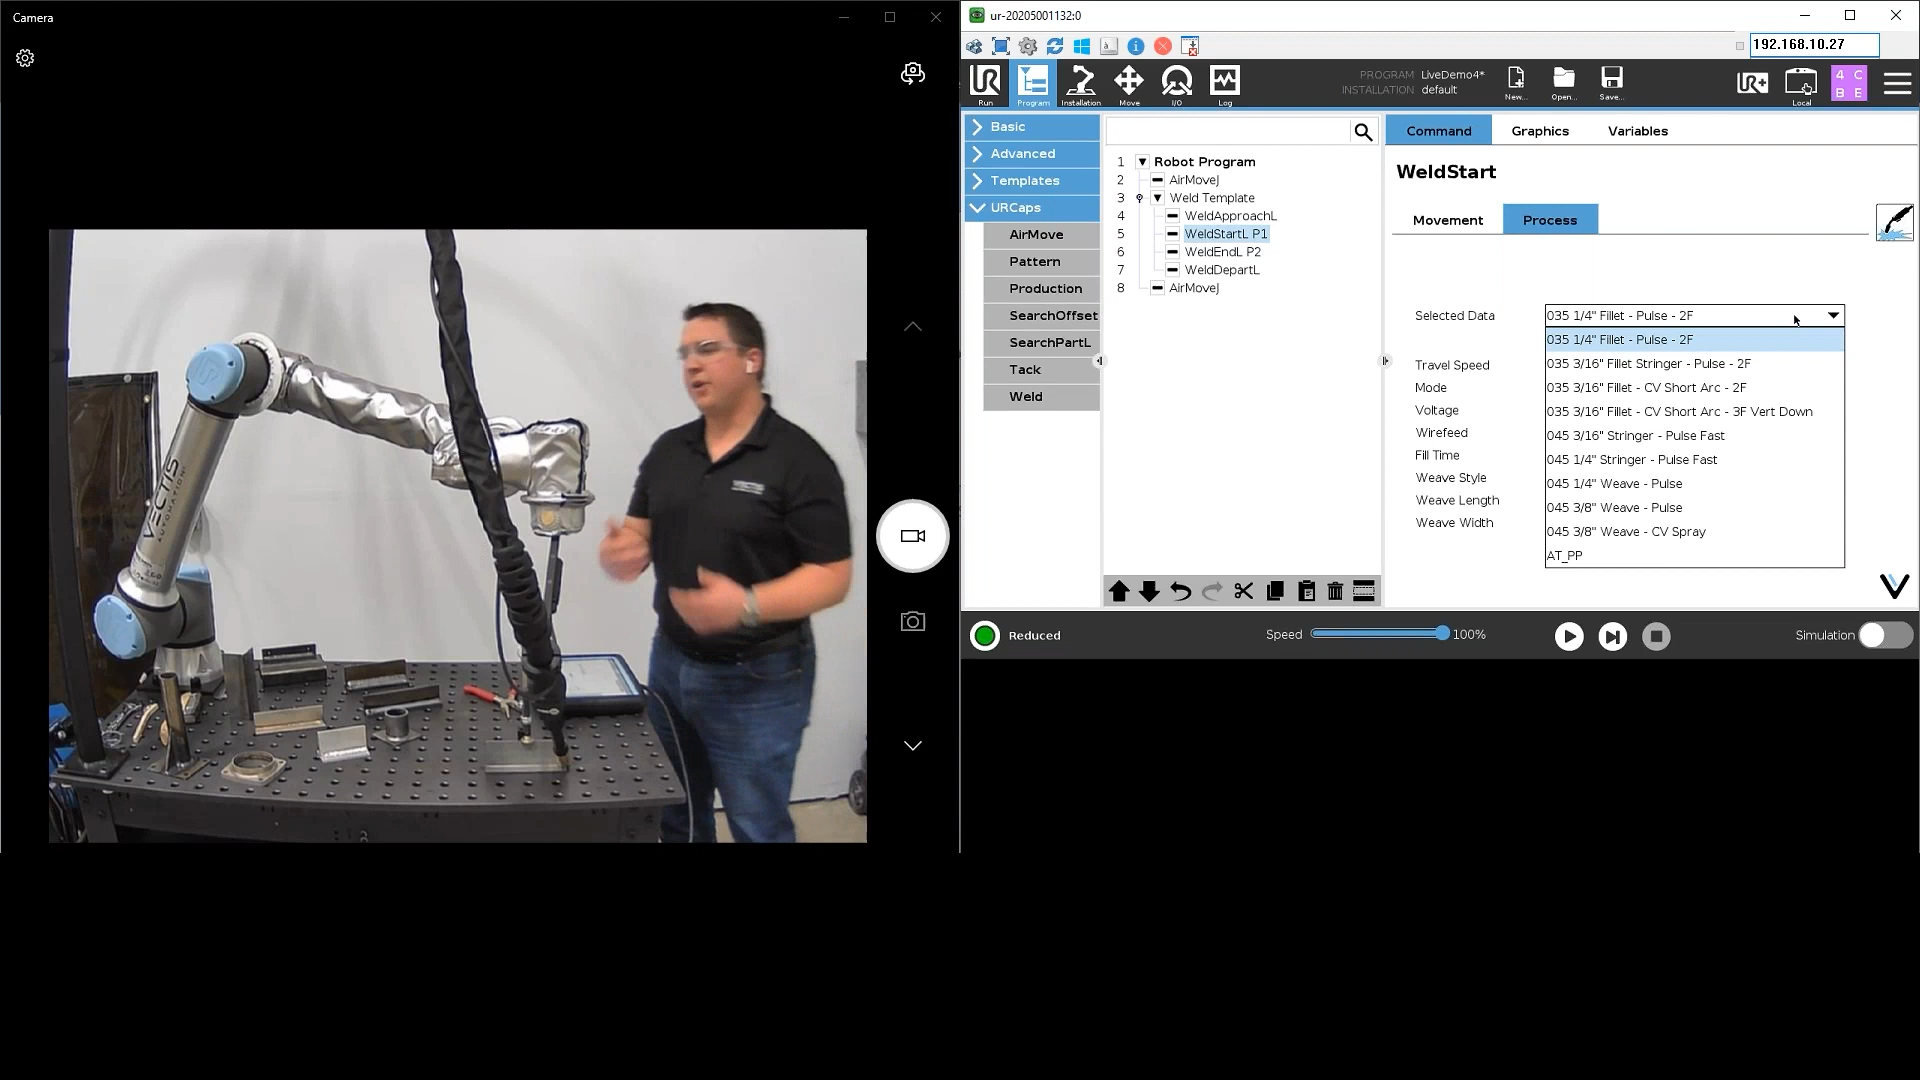 Camera
ur-20205001132:0
192.168.10.27
Run
Program
Installation
Move
I/O
Log
PROGRAM LiveDemo4*
INSTALLATION default
New...
Open...
Save...
UR+
Local
4 C
B E
Basic
Advanced
Templates
URCaps
AirMove
Pattern
Production
SearchOffset
SearchPartL
Tack
Weld
1 Robot Program
2 AirMoveJ
3 Weld Template
4 WeldApproachL
5 WeldStartL P1
6 WeldEndL P2
7 WeldDepartL
8 AirMoveJ
Command
Graphics
Variables
WeldStart
Movement
Process
Selected Data
035 1/4" Fillet - Pulse - 2F
035 1/4" Fillet - Pulse - 2F
035 3/16" Fillet Stringer - Pulse - 2F
035 3/16" Fillet - CV Short Arc - 2F
035 3/16" Fillet - CV Short Arc - 3F Vert Down
045 3/16" Stringer - Pulse Fast
045 1/4" Stringer - Pulse Fast
045 1/4" Weave - Pulse
045 3/8" Weave - Pulse
045 3/8" Weave - CV Spray
AT_PP
Travel Speed
Mode
Voltage
Wirefeed
Fill Time
Weave Style
Weave Length
Weave Width
Reduced
Speed
100%
Simulation
VECTIS
AUTOMATION
UR